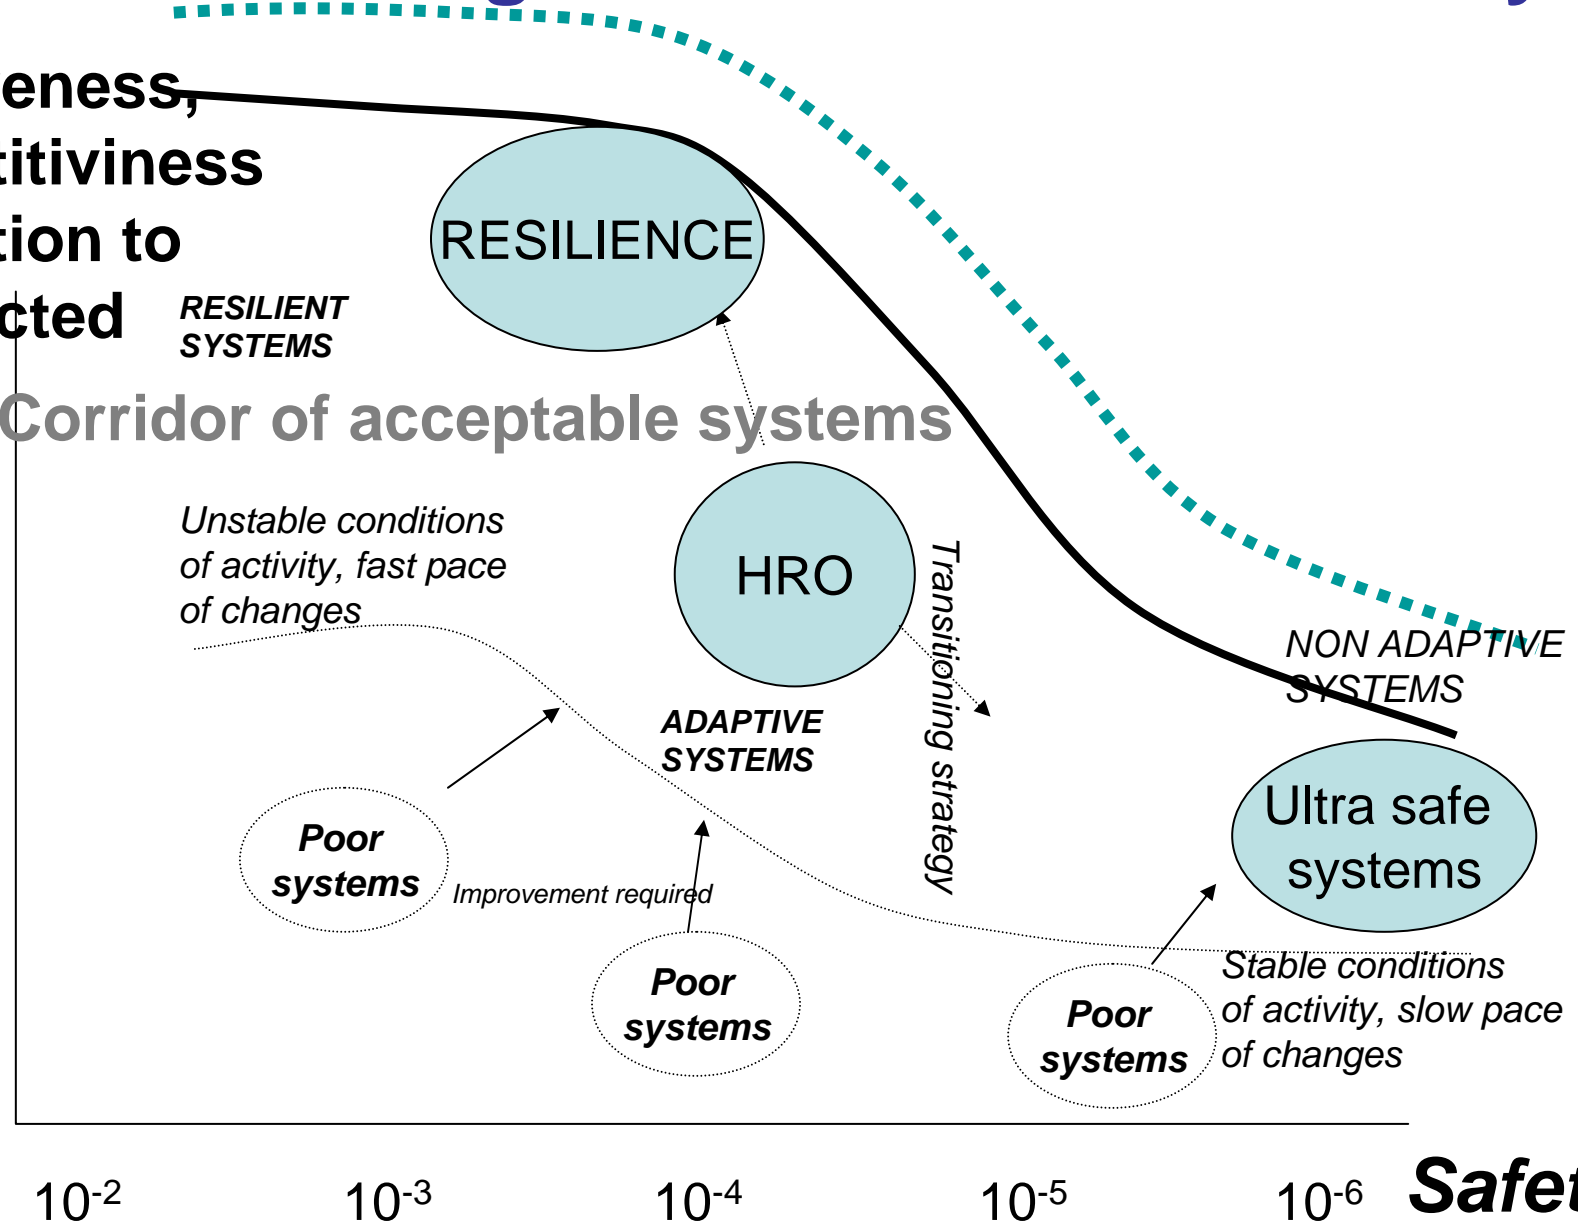 eness,
titiviness
tion to
cted
RESILIENCE
RESILIENT
SYSTEMS
Corridor of acceptable systems
Unstable conditions
of activity, fast pace
of changes
HRO
Transitioning strategy
NON ADAPTIVE
SYSTEMS
ADAPTIVE
SYSTEMS
Ultra safe
systems
Poor
systems
Improvement required
Poor
systems
Poor
systems
Stable conditions
of activity, slow pace
of changes
10⁻² 10⁻³ 10⁻⁴ 10⁻⁵ 10⁻⁶ Safet